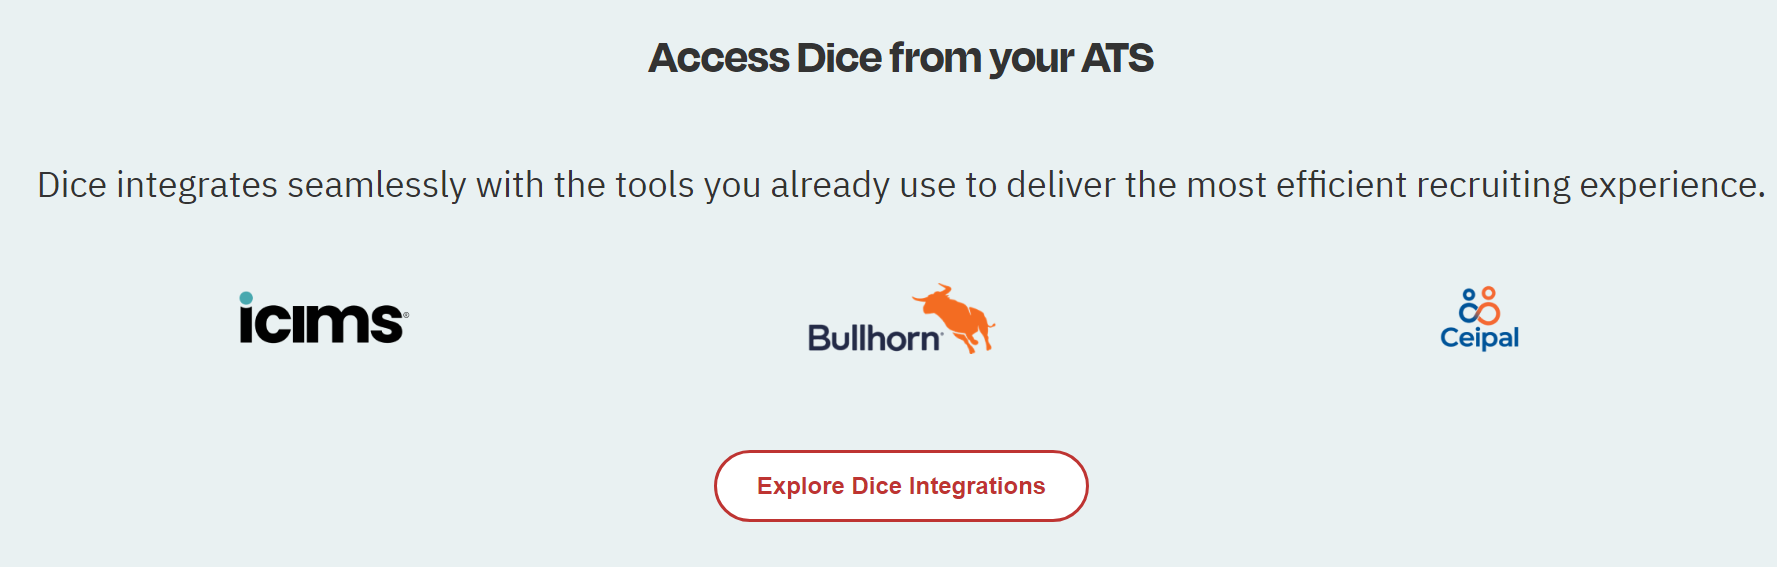 Access Dice from your ATS
Dice integrates seamlessly with the tools you already use to deliver the most efficient recruiting experience.
icims®
Bullhorn
Ceipal
Explore Dice Integrations